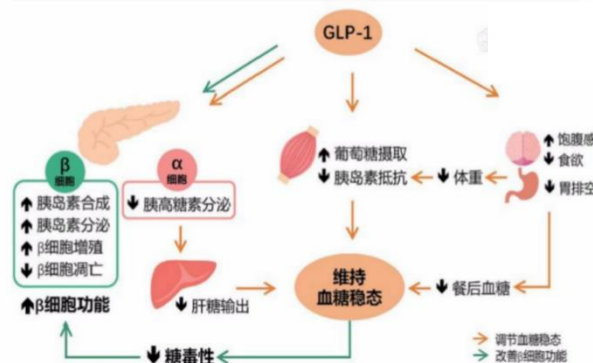 GLP-1
β
细胞
胰岛素合成
胰岛素分泌
β细胞增殖
β细胞凋亡
β细胞功能
α
细胞
胰高糖素分泌
肝糖输出
葡萄糖摄取
胰岛素抵抗
体重
饱腹感
食欲
胃排空
维持
血糖稳态
餐后血糖
糖毒性
调节血糖稳态
改善β细胞功能